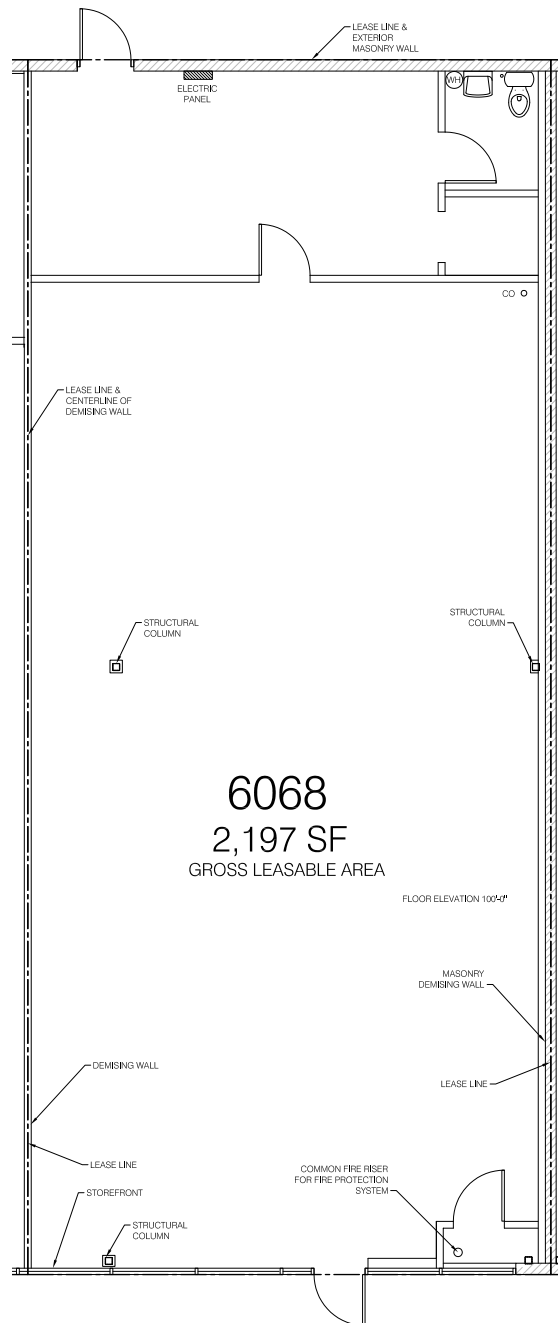 LEASE LINE &
EXTERIOR
MASONRY WALL
ELECTRIC
PANEL
WH
CO
LEASE LINE &
CENTERLINE OF
DEMISING WALL
STRUCTURAL
COLUMN
STRUCTURAL
COLUMN
6068
2,197 SF
GROSS LEASABLE AREA
FLOOR ELEVATION 100'-0"
MASONRY
DEMISING WALL
DEMISING WALL
LEASE LINE
LEASE LINE
COMMON FIRE RISER
FOR FIRE PROTECTION
SYSTEM
STOREFRONT
STRUCTURAL
COLUMN